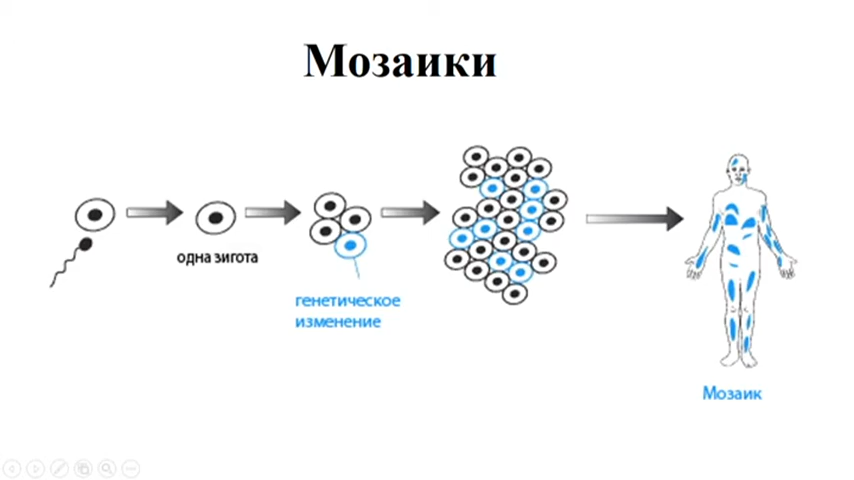 Мозаики
одна зигота
генетическое
изменение
Мозаик